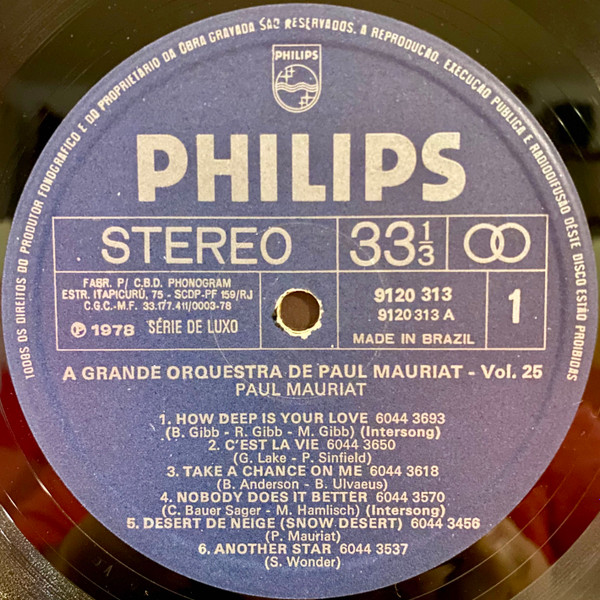 TODOS OS DIREITOS DO PRODUTOR FONOGRÁFICO E DO PROPRIETÁRIO DA OBRA GRAVADA SÃO RESERVADOS. A REPRODUÇÃO, EXECUÇÃO PÚBLICA E RADIODIFUSÃO DÊSTE DISCO ESTÃO PROIBIDAS
PHILIPS
PHILIPS
STEREO
33 1/3
FABR. P/ C.B.D. PHONOGRAM
ESTR. ITAPICURÚ, 75 - SCDP-PF 159/RJ
C.G.C.-M.F. 33.177.411/0003-78
℗ 1978 SÉRIE DE LUXO
9120 313
9120 313 A
MADE IN BRAZIL
1
A GRANDE ORQUESTRA DE PAUL MAURIAT - Vol. 25
PAUL MAURIAT
1. HOW DEEP IS YOUR LOVE 6044 3693
(B. Gibb - R. Gibb - M. Gibb) (Intersong)
2. C'EST LA VIE 6044 3650
(G. Lake - P. Sinfield)
3. TAKE A CHANCE ON ME 6044 3618
(B. Anderson - B. Ulvaeus)
4. NOBODY DOES IT BETTER 6044 3570
(C. Bauer Sager - M. Hamlisch) (Intersong)
5. DESERT DE NEIGE (SNOW DESERT) 6044 3456
(P. Mauriat)
6. ANOTHER STAR 6044 3537
(S. Wonder)